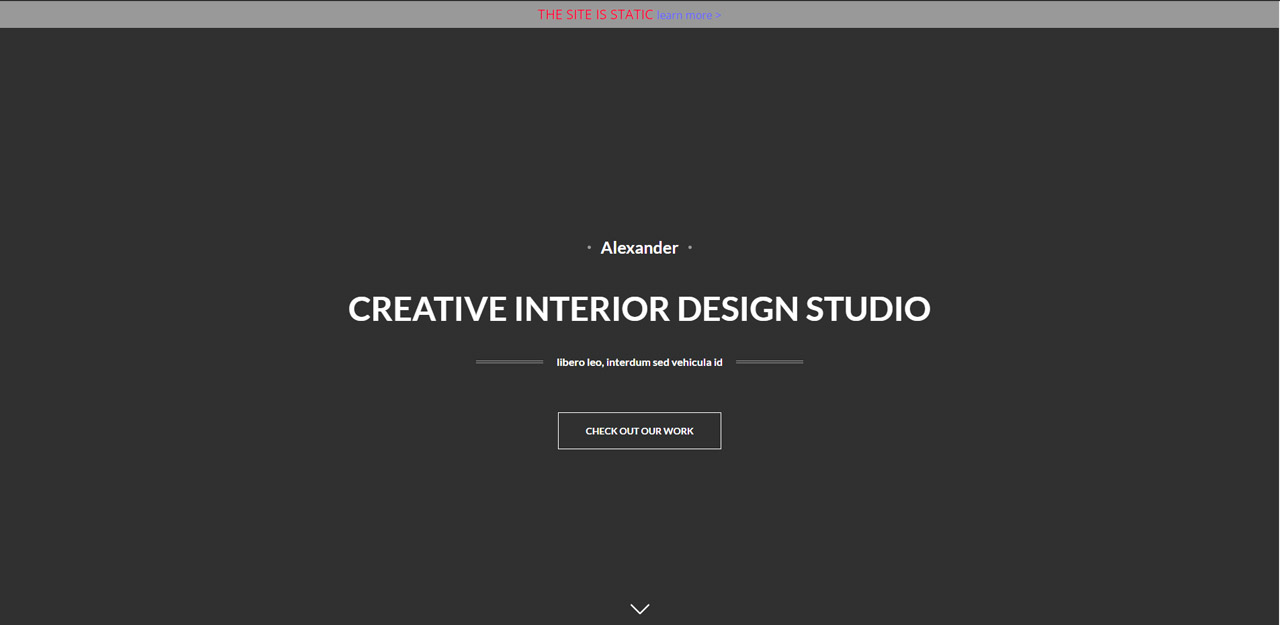 THE SITE IS STATIC learn more >
Alexander
CREATIVE INTERIOR DESIGN STUDIO
libero leo, interdum sed vehicula id
CHECK OUT OUR WORK